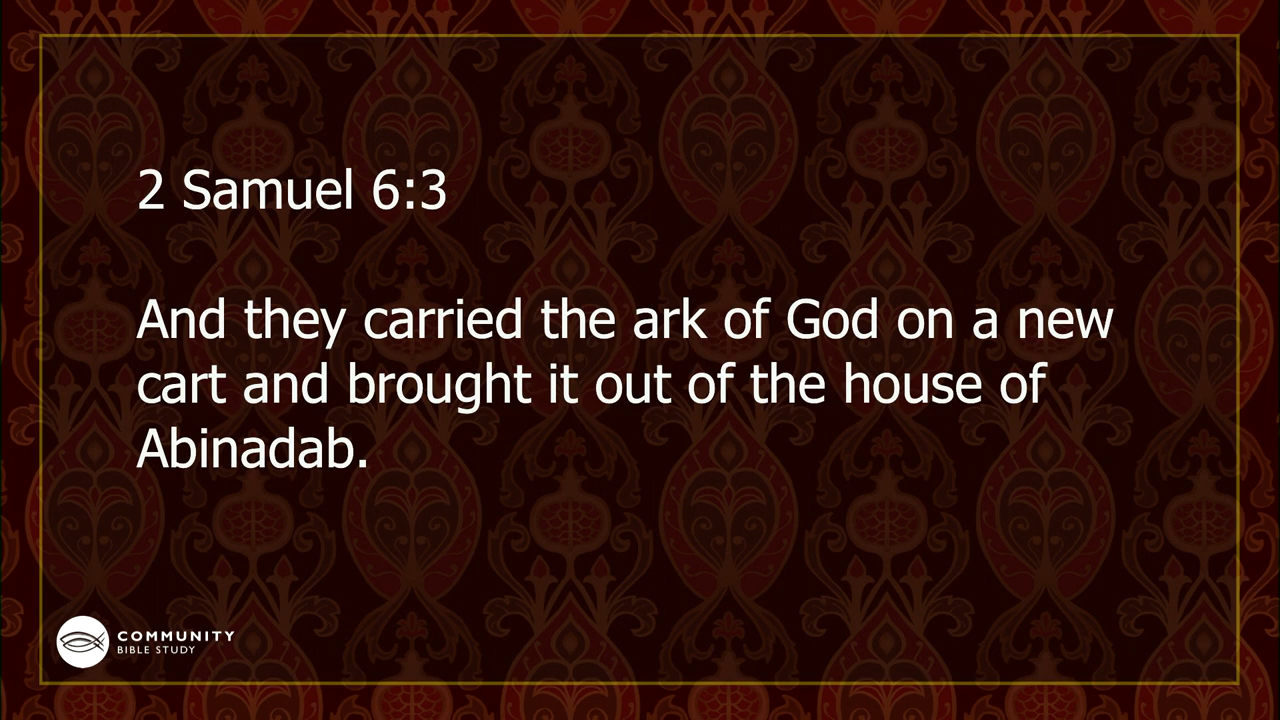 2 Samuel 6:3
And they carried the ark of God on a new
cart and brought it out of the house of
Abinadab.
COMMUNITY
BIBLE STUDY